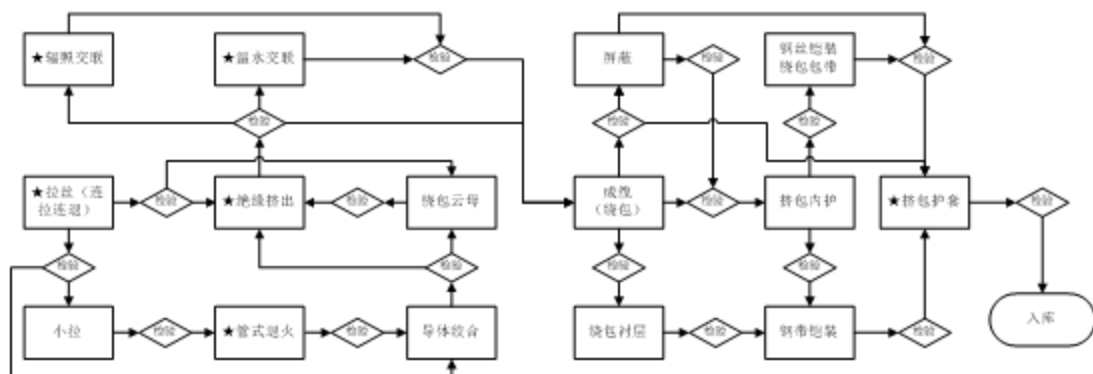 ★辐照交联
★温水交联
检验
屏蔽
检验
钢丝铠装
绕包包带
检验
检验
检验
检验
★拉丝（连
拉连退）
检验
★绝缘挤出
检验
绕包云母
成缆
（绕包）
检验
挤包内护
★挤包护套
检验
检验
检验
检验
检验
小拉
检验
★管式退火
检验
导体绞合
绕包衬层
检验
钢带铠装
检验
入库